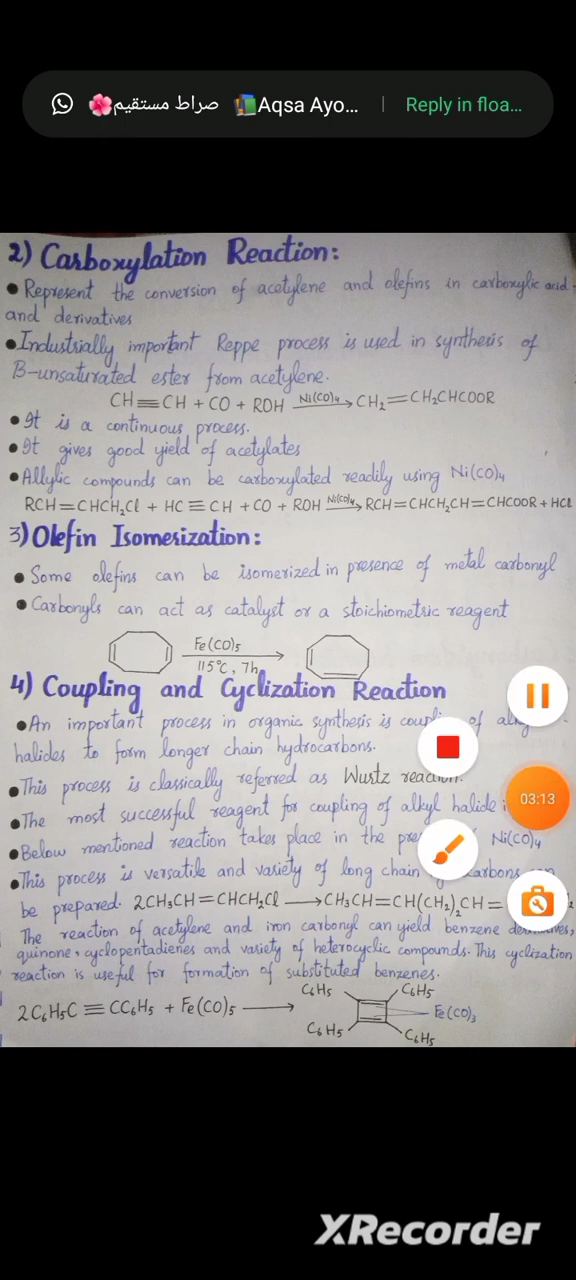 صراط مستقيم🌸 📚Aqsa Ayo... | Reply in floa...
2) Carboxylation Reaction:
• Represent the conversion of acetylene and olefins in carboxylic acid
and derivatives
• Industrially important Reppe process is used in synthesis of
B-unsaturated ester from acetylene.
CH≡CH + CO + ROH —Ni(CO)₄→ CH₂=CH₂CHCOOR
• It is a continuous process.
• It gives good yield of acetylates
• Allylic compounds can be carboxylated readily using Ni(CO)₄
RCH=CHCH₂Cl + HC≡CH + CO + ROH —Ni(CO)₄→ RCH=CHCH₂CH=CHCOOR + HCl
3) Olefin Isomerization:
• Some olefins can be isomerized in presence of metal carbonyl
• Carbonyls can act as catalyst or a stoichiometric reagent
Fe(CO)₅
115°C, 7h
4) Coupling and Cyclization Reaction
• An important process in organic synthesis is of
halides to form longer chain hydrocarbons.
• This process is classically referred as Wurtz
• The most successful reagent for coupling of alkyl halide
• Below mentioned reaction takes place in the Ni(CO)₄
• This process is versatile and variety of long chain
be prepared. 2CH₃CH=CHCH₂Cl ⟶ CH₃CH=CH(CH₂)₂CH=
The reaction of acetylene and iron carbonyl can yield benzene
quinone, cyclopentadienes and variety of heterocyclic compounds. This cyclization
reaction is useful for formation of substituted benzenes.
C₆H₅ C₆H₅
2C₆H₅C≡CC₆H₅ + Fe(CO)₅ ⟶ Fe(CO)₃
C₆H₅ C₆H₅
03:13
XRecorder